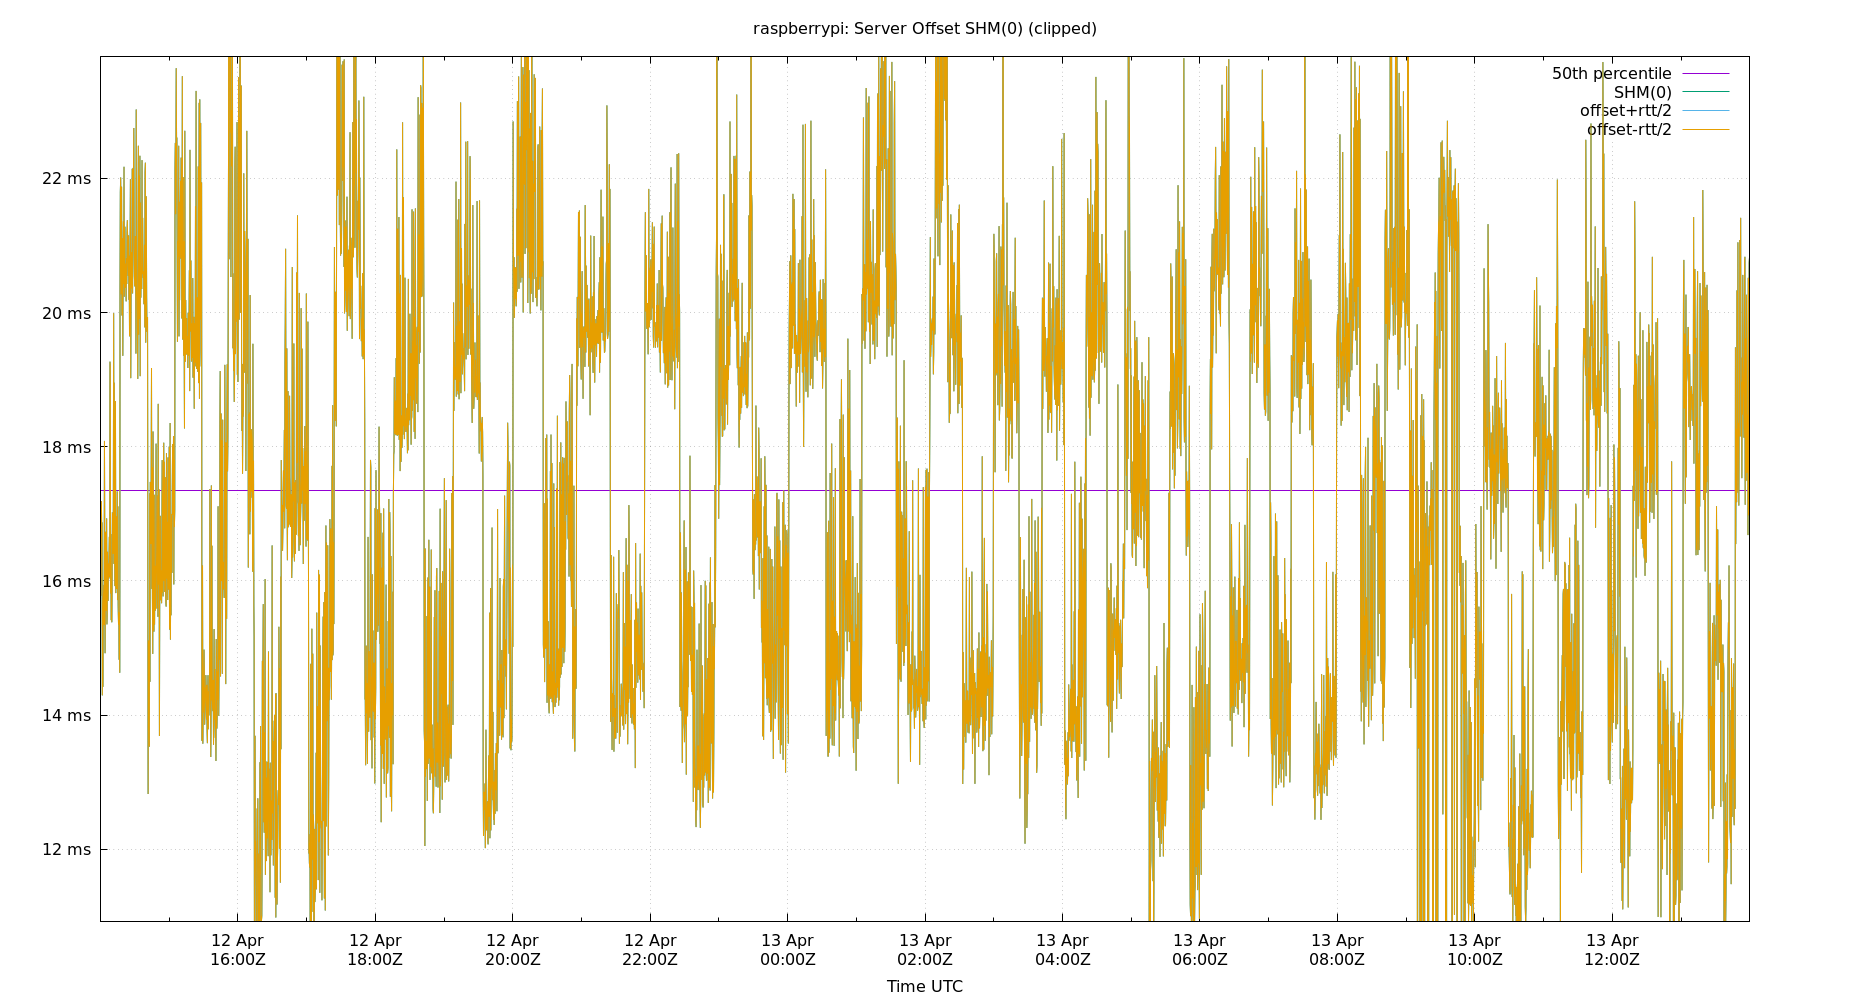 raspberrypi: Server Offset SHM(0) (clipped)
50th percentile
SHM(0)
offset+rtt/2
offset-rtt/2
22 ms
20 ms
18 ms
16 ms
14 ms
12 ms
12 Apr 12 Apr 12 Apr 12 Apr 13 Apr 13 Apr 13 Apr 13 Apr 13 Apr 13 Apr 13 Apr
16:00Z 18:00Z 20:00Z 22:00Z 00:00Z 02:00Z 04:00Z 06:00Z 08:00Z 10:00Z 12:00Z
Time UTC